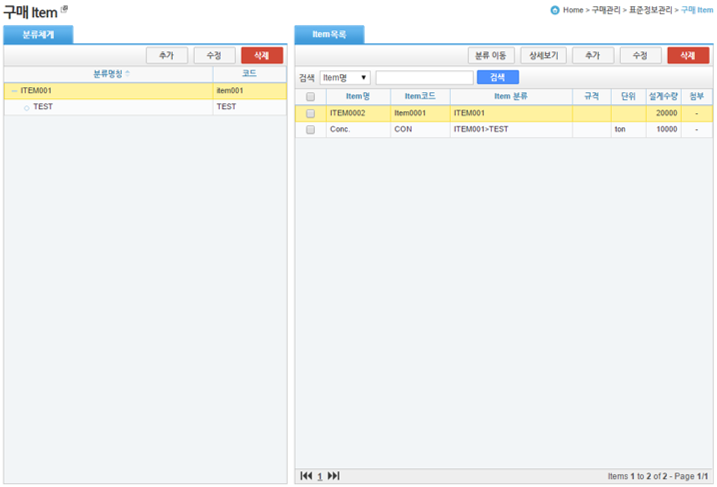 구매 Item
Home > 구매관리 > 표준정보관리 > 구매 Item
분류체계
추가 수정 삭제
분류명칭 코드
ITEM001 item001
TEST TEST
Item목록
분류 이동 상세보기 추가 수정 삭제
검색 Item명 ▼ 검색
Item명 Item코드 Item 분류 규격 단위 설계수량 첨부
ITEM0002 Item0001 ITEM001 20000 -
Conc. CON ITEM001>TEST ton 10000 -
1
Items 1 to 2 of 2 - Page 1/1